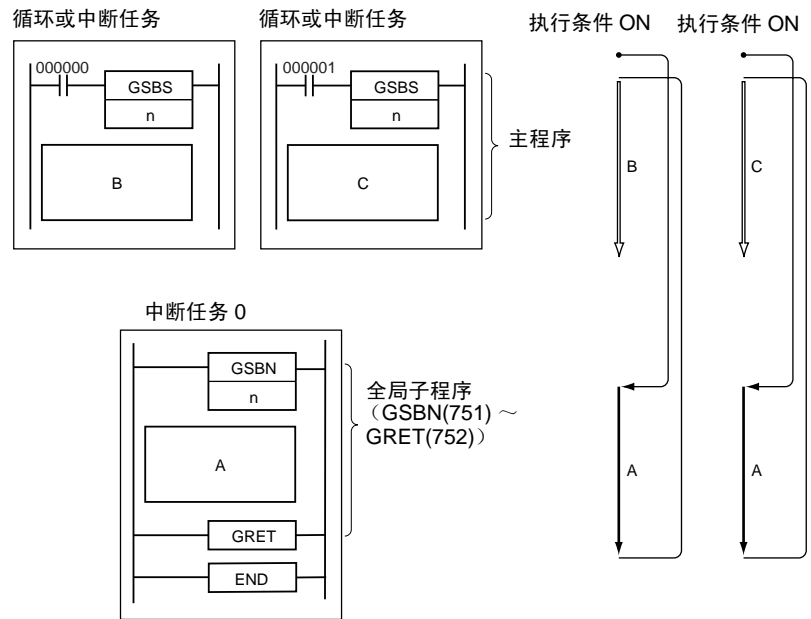 循环或中断任务
循环或中断任务
执行条件 ON
执行条件 ON
000000
GSBS
n
B
000001
GSBS
n
C
主程序
B
C
中断任务 0
GSBN
n
A
GRET
END
全局子程序
（GSBN(751) ～
GRET(752)）
A
A